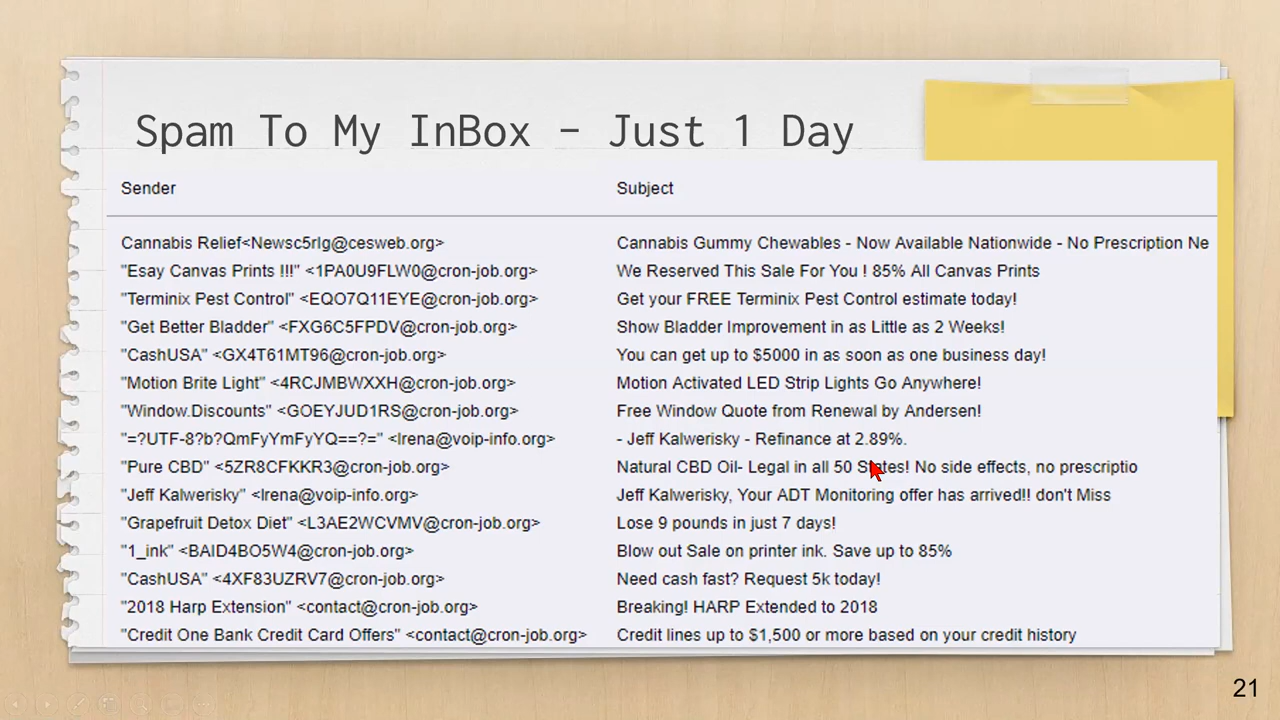 Spam To My InBox – Just 1 Day
Sender Subject
Cannabis Relief<Newsc5rlg@cesweb.org> Cannabis Gummy Chewables - Now Available Nationwide - No Prescription Ne
"Esay Canvas Prints !!!" <1PA0U9FLW0@cron-job.org> We Reserved This Sale For You ! 85% All Canvas Prints
"Terminix Pest Control" <EQO7Q11EYE@cron-job.org> Get your FREE Terminix Pest Control estimate today!
"Get Better Bladder" <FXG6C5FPDV@cron-job.org> Show Bladder Improvement in as Little as 2 Weeks!
"CashUSA" <GX4T61MT96@cron-job.org> You can get up to $5000 in as soon as one business day!
"Motion Brite Light" <4RCJMBWXXH@cron-job.org> Motion Activated LED Strip Lights Go Anywhere!
"Window.Discounts" <GOEYJUD1RS@cron-job.org> Free Window Quote from Renewal by Andersen!
"=?UTF-8?b?QmFyYmFyYQ==?=" <Irena@voip-info.org> - Jeff Kalwerisky - Refinance at 2.89%.
"Pure CBD" <5ZR8CFKKR3@cron-job.org> Natural CBD Oil- Legal in all 50 States! No side effects, no prescriptio
"Jeff Kalwerisky" <Irena@voip-info.org> Jeff Kalwerisky, Your ADT Monitoring offer has arrived!! don't Miss
"Grapefruit Detox Diet" <L3AE2WCVMV@cron-job.org> Lose 9 pounds in just 7 days!
"1_ink" <BAID4BO5W4@cron-job.org> Blow out Sale on printer ink. Save up to 85%
"CashUSA" <4XF83UZRV7@cron-job.org> Need cash fast? Request 5k today!
"2018 Harp Extension" <contact@cron-job.org> Breaking! HARP Extended to 2018
"Credit One Bank Credit Card Offers" <contact@cron-job.org> Credit lines up to $1,500 or more based on your credit history
21